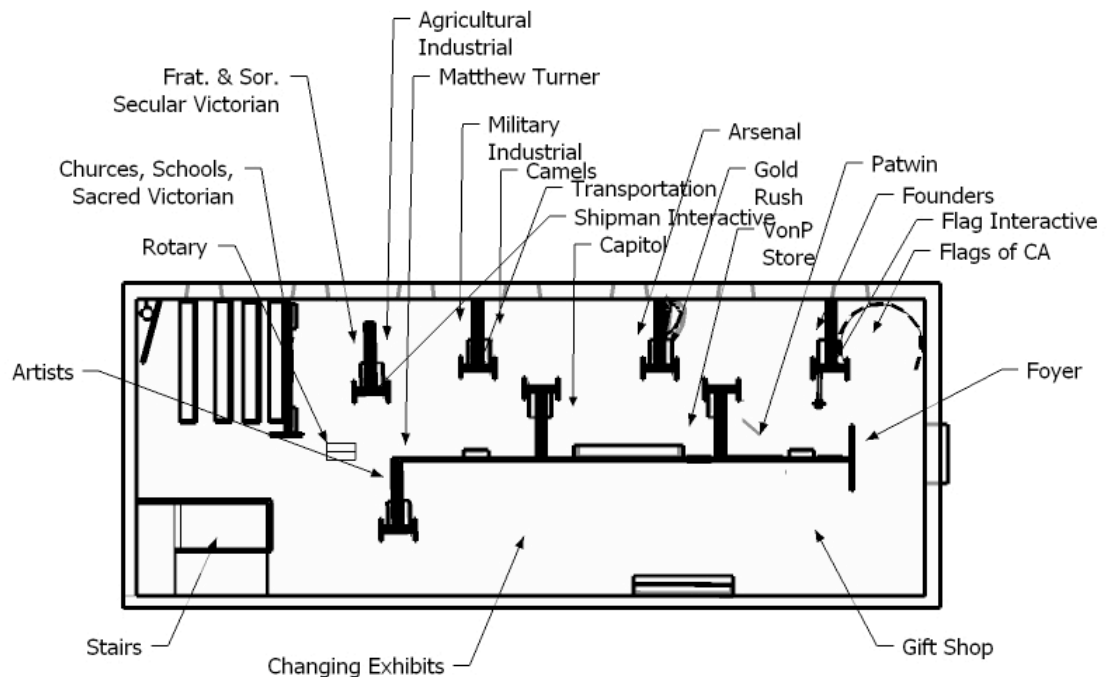 Agricultural
Industrial
Frat. & Sor.
Secular Victorian
Matthew Turner
Military
Industrial
Arsenal
Churces, Schools,
Sacred Victorian
Camels
Gold
Rush
Patwin
Transportation
Founders
Shipman Interactive
Flag Interactive
Rotary
Capitol
VonP
Store
Flags of CA
Artists
Foyer
Stairs
Changing Exhibits
Gift Shop